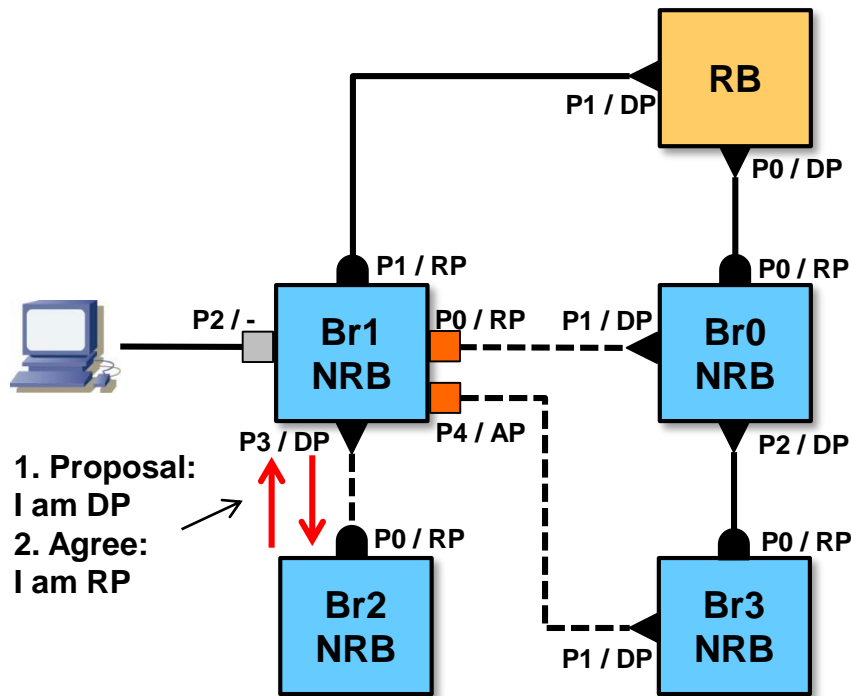 RB
P1 / DP
P0 / DP
P1 / RP
P0 / RP
P2 / -
Br1
NRB
P0 / RP
P1 / DP
Br0
NRB
P3 / DP
P4 / AP
P2 / DP
1. Proposal:
I am DP
2. Agree:
I am RP
P0 / RP
P0 / RP
Br2
NRB
Br3
NRB
P1 / DP